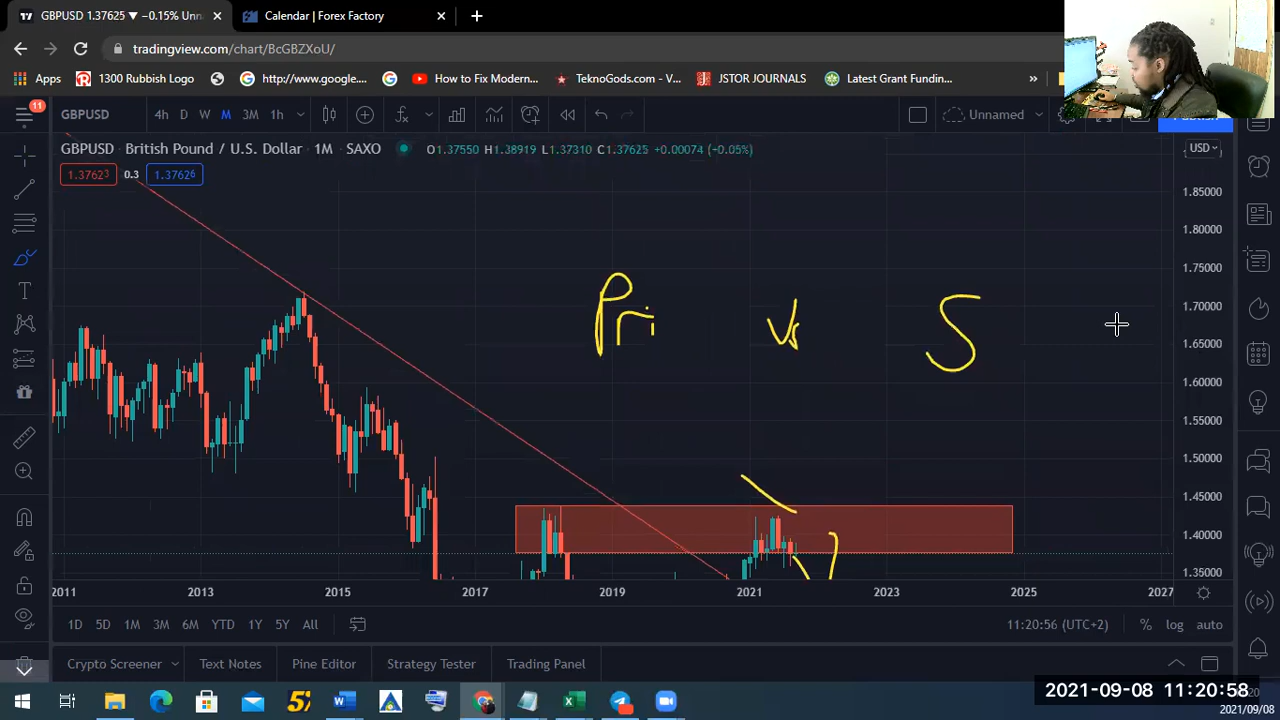 GBPUSD 1.37625 ▼ −0.15% Unn
Calendar | Forex Factory
tradingview.com/chart/BcGBZXoU/
Apps 1300 Rubbish Logo http://www.google... How to Fix Modern... TeknoGods.com - V... JSTOR JOURNALS Latest Grant Fundin... »
11 GBPUSD 4h D W M 3M 1h Unnamed Publish
GBPUSD British Pound / U.S. Dollar 1M SAXO O1.37550 H1.38919 L1.37310 C1.37625 +0.00074 (+0.05%) USD
1.37623 0.3 1.37626
1.85000
1.80000
1.75000
1.70000
1.65000
1.60000
1.55000
1.50000
1.45000
1.40000
1.35000
Pri vs S
2011 2013 2015 2017 2019 2021 2023 2025 2027
1D 5D 1M 3M 6M YTD 1Y 5Y All 11:20:56 (UTC+2) % log auto
Crypto Screener Text Notes Pine Editor Strategy Tester Trading Panel
2021-09-08 11:20:58
2021/09/08